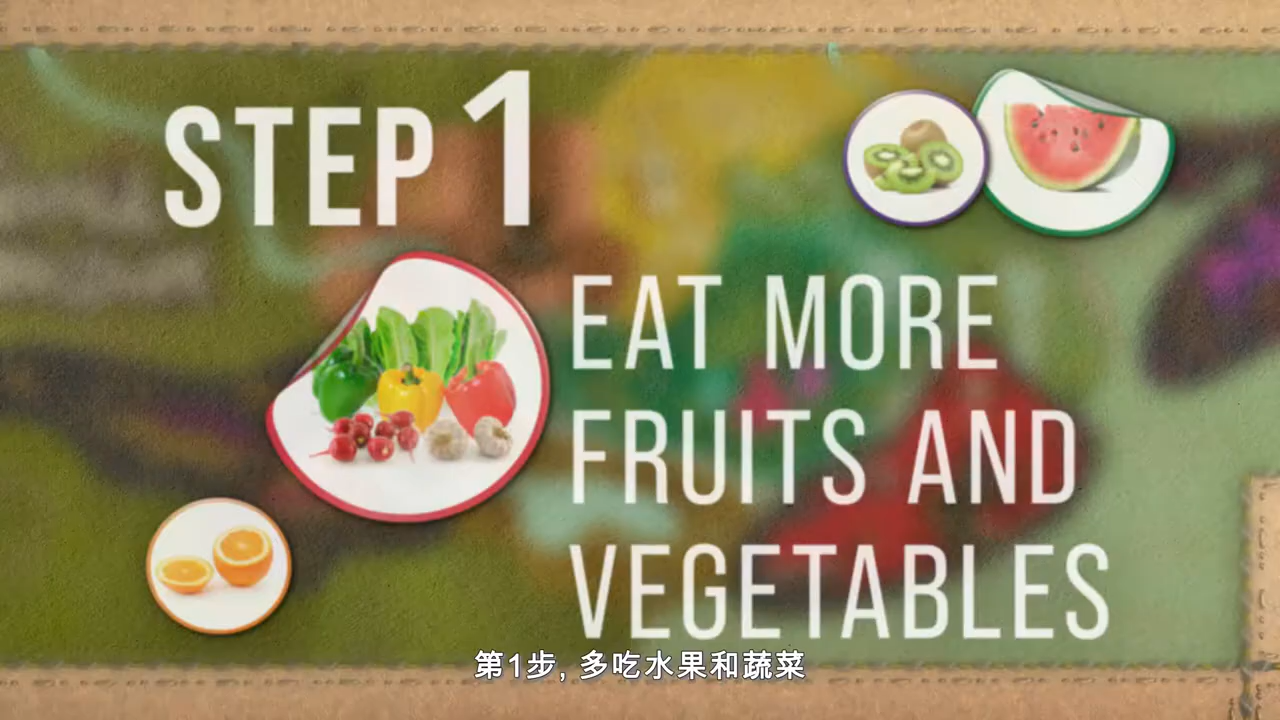 STEP 1
EAT MORE
FRUITS AND
VEGETABLES
第1步, 多吃水果和蔬菜